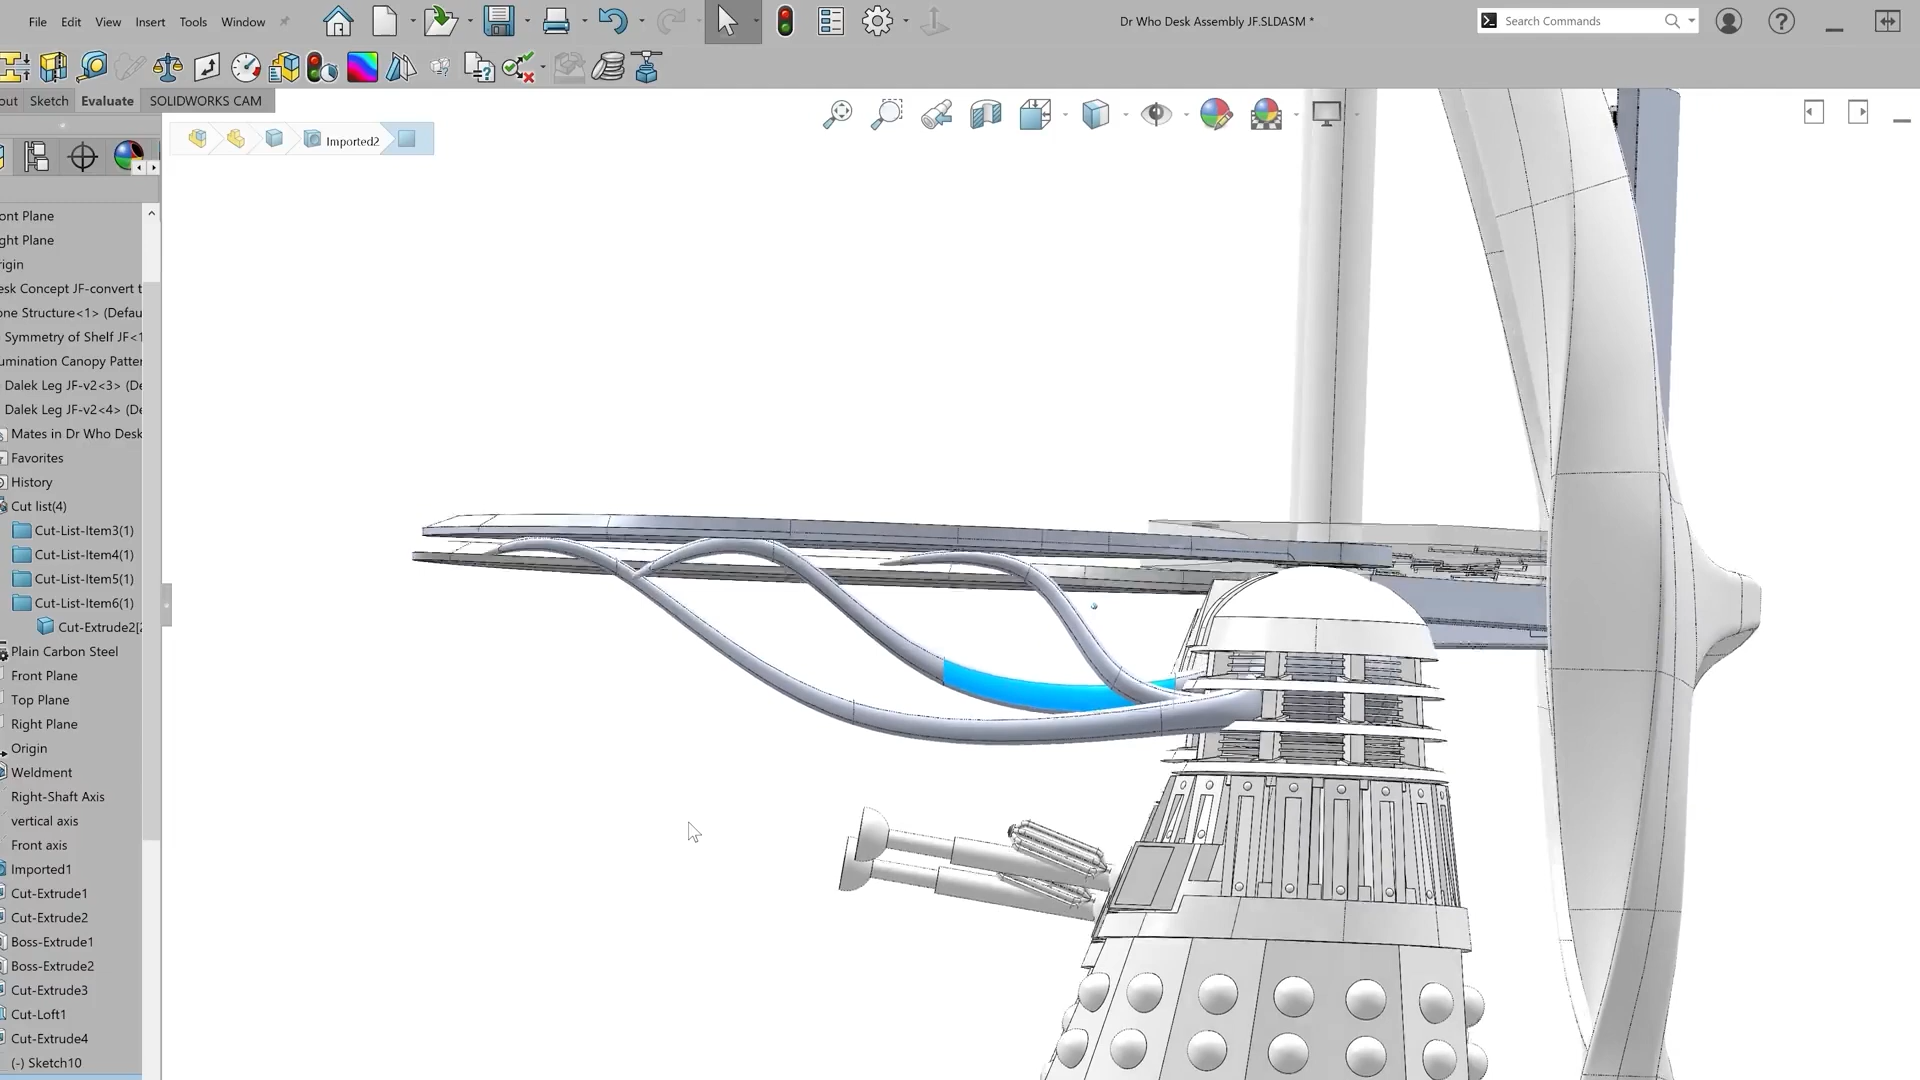 File Edit View Insert Tools Window
Dr Who Desk Assembly JF.SLDASM *
Search Commands
out Sketch Evaluate SOLIDWORKS CAM
Imported2
ont Plane
ght Plane
rigin
esk Concept JF-convert t
one Structure<1> (Defau
Symmetry of Shelf JF<1
umination Canopy Patter
Dalek Leg JF-v2<3> (De
Dalek Leg JF-v2<4> (De
Mates in Dr Who Desk
Favorites
History
Cut list(4)
Cut-List-Item3(1)
Cut-List-Item4(1)
Cut-List-Item5(1)
Cut-List-Item6(1)
Cut-Extrude2[2
Plain Carbon Steel
Front Plane
Top Plane
Right Plane
Origin
Weldment
Right-Shaft Axis
vertical axis
Front axis
Imported1
Cut-Extrude1
Cut-Extrude2
Boss-Extrude1
Boss-Extrude2
Cut-Extrude3
Cut-Loft1
Cut-Extrude4
(-) Sketch10